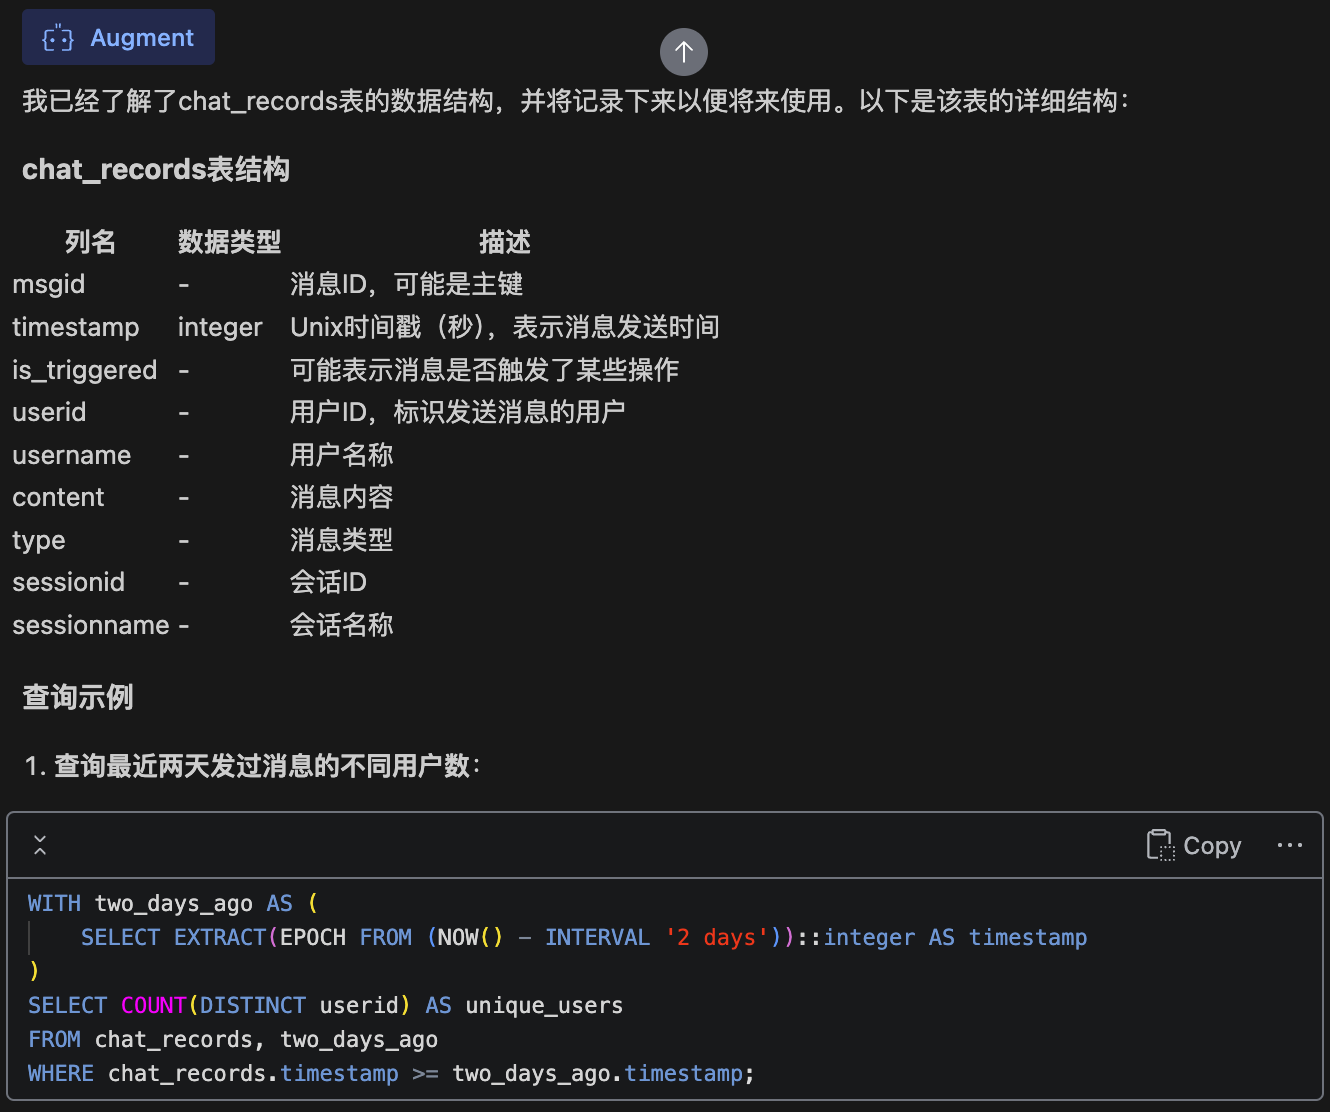 Augment
我已经了解了chat_records表的数据结构，并将记录下来以便将来使用。以下是该表的详细结构：
chat_records表结构
列名 数据类型 描述
msgid - 消息ID，可能是主键
timestamp integer Unix时间戳（秒），表示消息发送时间
is_triggered - 可能表示消息是否触发了某些操作
userid - 用户ID，标识发送消息的用户
username - 用户名称
content - 消息内容
type - 消息类型
sessionid - 会话ID
sessionname - 会话名称
查询示例
1. 查询最近两天发过消息的不同用户数：
Copy
WITH two_days_ago AS (
    SELECT EXTRACT(EPOCH FROM (NOW() - INTERVAL '2 days'))::integer AS timestamp
)
SELECT COUNT(DISTINCT userid) AS unique_users
FROM chat_records, two_days_ago
WHERE chat_records.timestamp >= two_days_ago.timestamp;